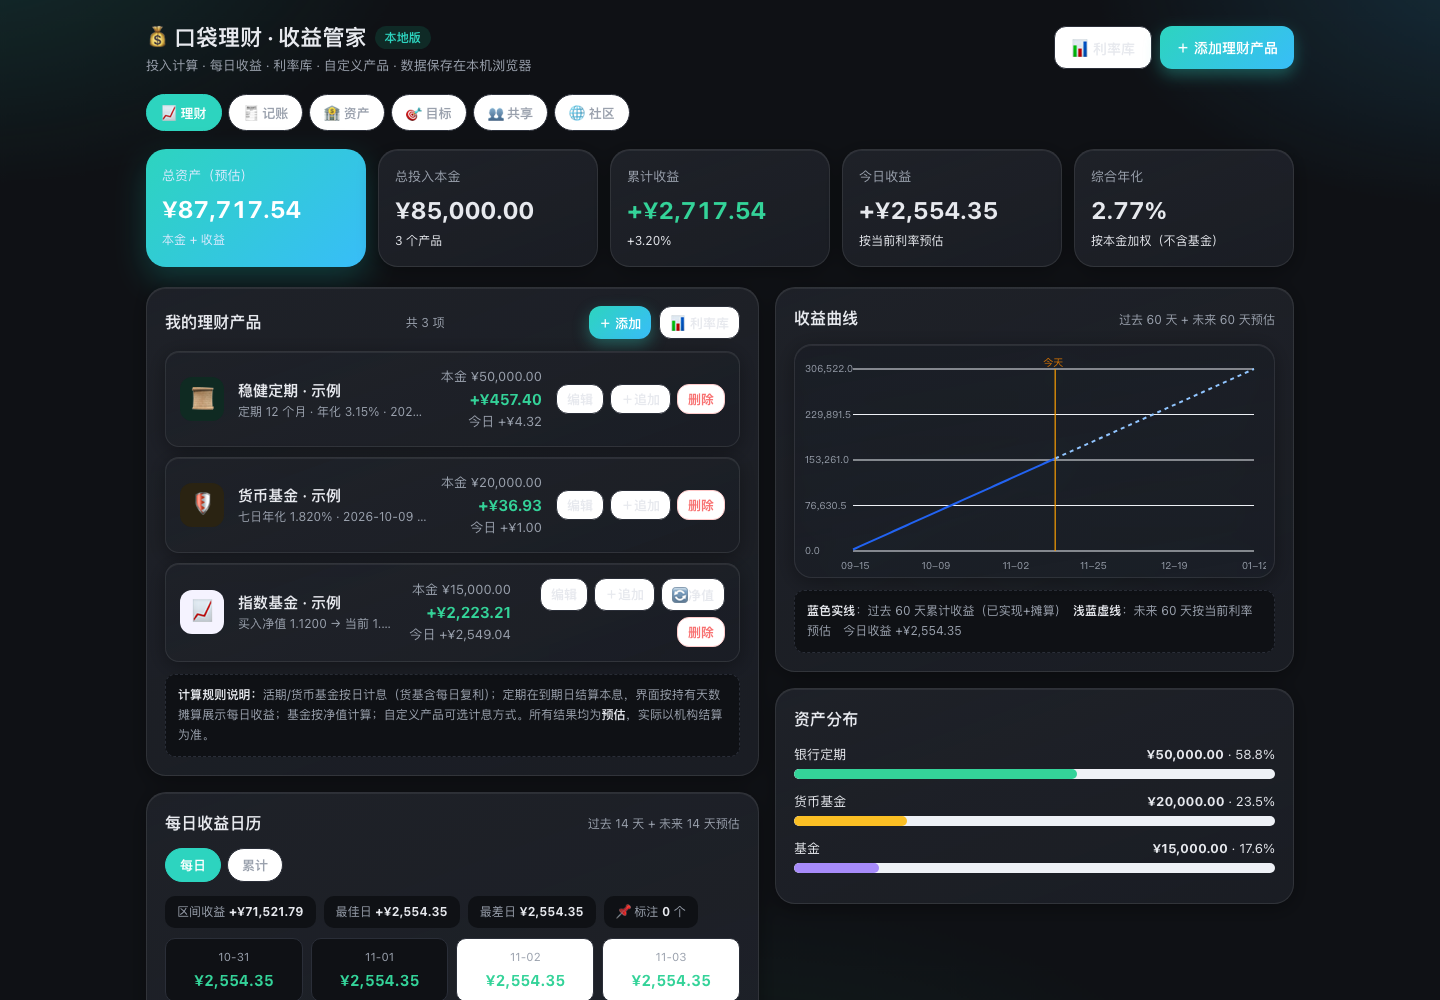 口袋理财 · 收益管家 本地版
投入计算 · 每日收益 · 利率库 · 自定义产品 · 数据保存在本机浏览器
利率库
＋ 添加理财产品
理财 记账 资产 目标 共享 社区
总资产（预估）
¥87,717.54
本金 + 收益
总投入本金
¥85,000.00
3 个产品
累计收益
+¥2,717.54
+3.20%
今日收益
+¥2,554.35
按当前利率预估
综合年化
2.77%
按本金加权（不含基金）
我的理财产品 共 3 项 ＋ 添加 利率库
稳健定期 · 示例
定期 12 个月 · 年化 3.15% · 202...
本金 ¥50,000.00
+¥457.40
今日 +¥4.32
编辑 ＋追加 删除
货币基金 · 示例
七日年化 1.820% · 2026-10-09 ...
本金 ¥20,000.00
+¥36.93
今日 +¥1.00
编辑 ＋追加 删除
指数基金 · 示例
买入净值 1.1200 → 当前 1....
本金 ¥15,000.00
+¥2,223.21
今日 +¥2,549.04
编辑 ＋追加 净值
删除
计算规则说明：活期/货币基金按日计息（货基含每日复利）；定期在到期日结算本息，界面按持有天数
摊算展示每日收益；基金按净值计算；自定义产品可选计息方式。所有结果均为预估，实际以机构结算
为准。
每日收益日历 过去 14 天 + 未来 14 天预估
每日 累计
区间收益 +¥71,521.79 最佳日 +¥2,554.35 最差日 ¥2,554.35 标注 0 个
10-31 11-01 11-02 11-03
¥2,554.35 ¥2,554.35 ¥2,554.35 ¥2,554.35
收益曲线 过去 60 天 + 未来 60 天预估
今天
306,522.0
229,891.5
153,261.0
76,630.5
0.0
09-15 10-09 11-02 11-25 12-19 01-12
蓝色实线：过去 60 天累计收益（已实现+摊算） 浅蓝虚线：未来 60 天按当前利率
预估 今日收益 +¥2,554.35
资产分布
银行定期 ¥50,000.00 · 58.8%
货币基金 ¥20,000.00 · 23.5%
基金 ¥15,000.00 · 17.6%